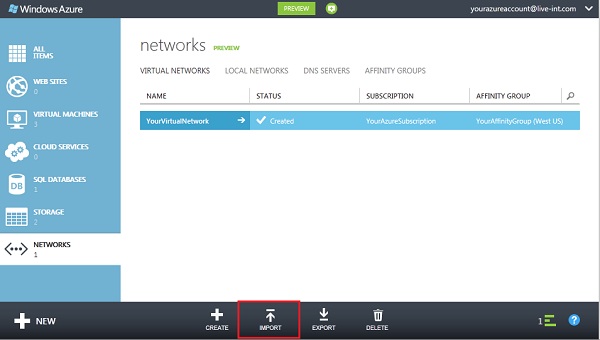 Windows Azure
PREVIEW
yourazureaccount@live-int.com
ALL ITEMS
WEB SITES
0
VIRTUAL MACHINES
3
CLOUD SERVICES
0
DB
SQL DATABASES
1
STORAGE
2
NETWORKS
1
networks PREVIEW
VIRTUAL NETWORKS LOCAL NETWORKS DNS SERVERS AFFINITY GROUPS
NAME STATUS SUBSCRIPTION AFFINITY GROUP
YourVirtualNetwork Created YourAzureSubscription YourAffinityGroup (West US)
NEW
CREATE
IMPORT
EXPORT
DELETE
1
?